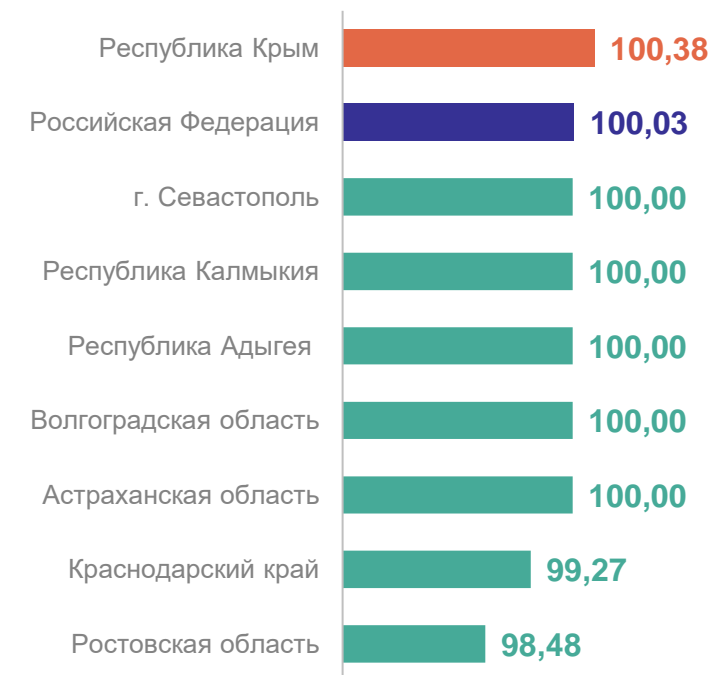 Республика Крым 100,38
Российская Федерация 100,03
г. Севастополь 100,00
Республика Калмыкия 100,00
Республика Адыгея 100,00
Волгоградская область 100,00
Астраханская область 100,00
Краснодарский край 99,27
Ростовская область 98,48